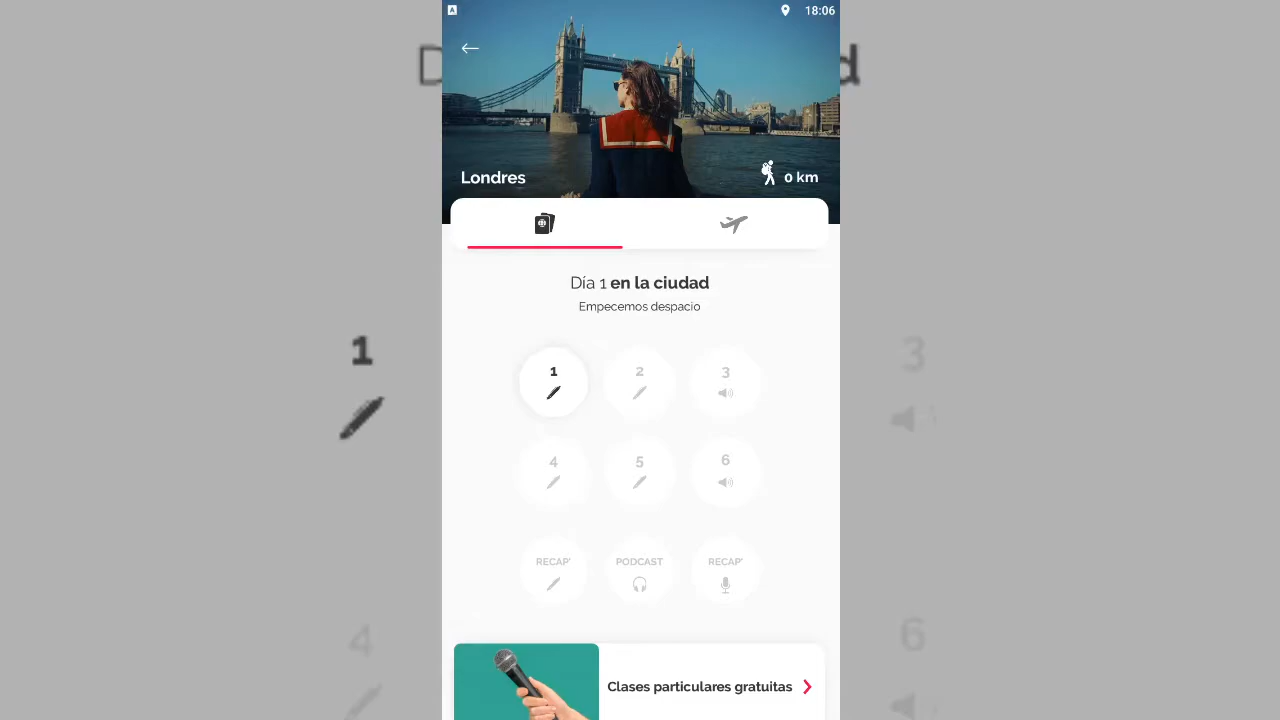 A
18:06
Londres
0 km
Día 1 en la ciudad
Empecemos despacio
1
2
3
4
5
6
RECAP'
PODCAST
RECAP'
Clases particulares gratuitas
D
d
1
3
4
6